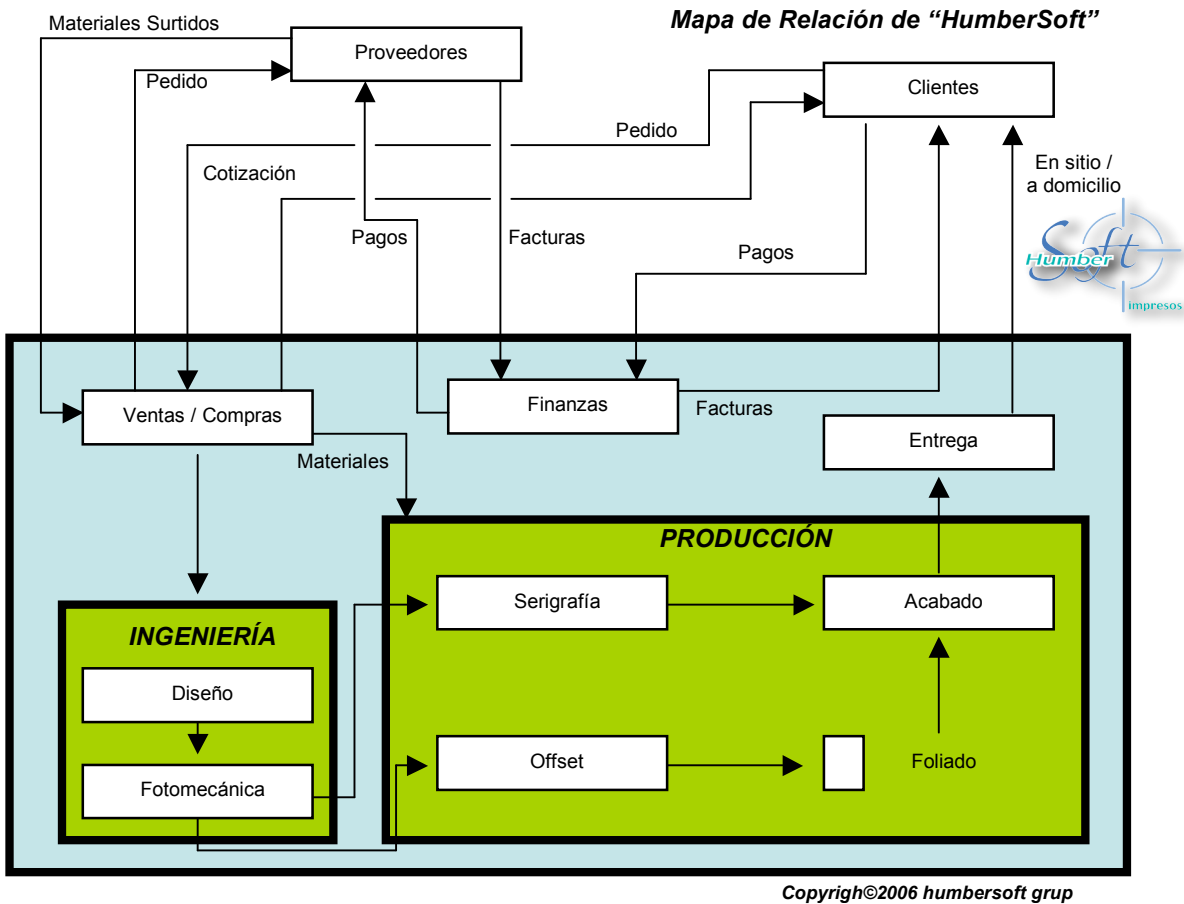 Mapa de Relación de “HumberSoft”
Materiales Surtidos
Proveedores
Pedido
Clientes
Pedido
Cotización
En sitio /
a domicilio
Pagos
Facturas
Pagos
Humber
Soft
impresos
Ventas / Compras
Finanzas
Facturas
Materiales
Entrega
PRODUCCIÓN
Serigrafía
Acabado
INGENIERÍA
Diseño
Fotomecánica
Offset
Foliado
Copyrigh©2006 humbersoft grup